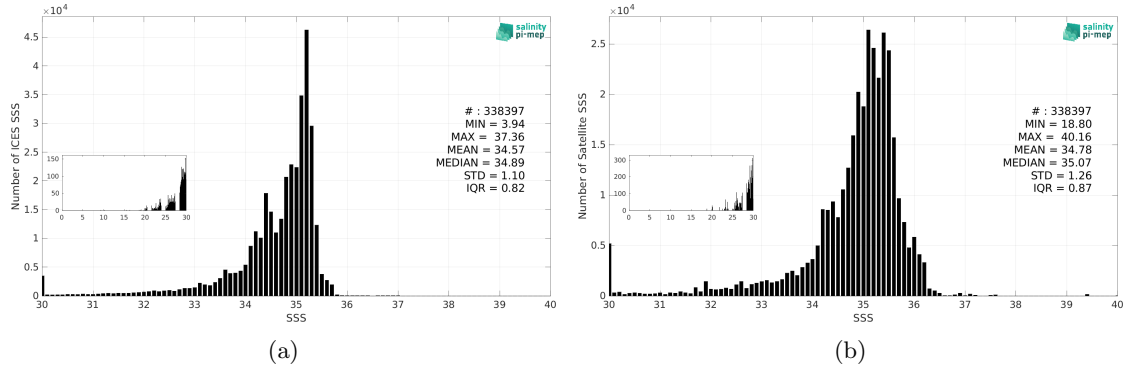 ×10⁴
4.5
4
3.5
3
2.5
2
1.5
1
0.5
0
30 31 32 33 34 35 36 37 38 39 40
SSS
Number of ICES SSS
salinity
pi-mep
# : 338397
MIN = 3.94
MAX = 37.36
MEAN = 34.57
MEDIAN = 34.89
STD = 1.10
IQR = 0.82
150
100
50
0
0 5 10 15 20 25 30
(a)
×10⁴
2.5
2
1.5
1
0.5
0
30 31 32 33 34 35 36 37 38 39 40
SSS
Number of Satellite SSS
salinity
pi-mep
# : 338397
MIN = 18.80
MAX = 40.16
MEAN = 34.78
MEDIAN = 35.07
STD = 1.26
IQR = 0.87
300
200
100
0
0 5 10 15 20 25 30
(b)